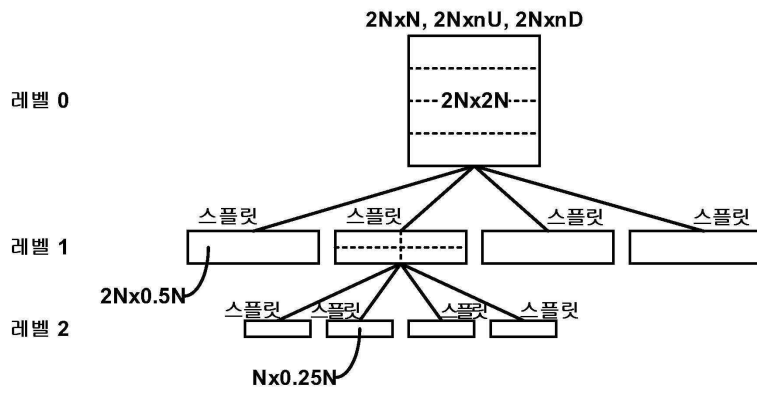 2NxN, 2NxnU, 2NxnD
레벨 0
2Nx2N
스플릿 스플릿 스플릿 스플릿
레벨 1
2Nx0.5N
스플릿 스플릿 스플릿 스플릿
레벨 2
Nx0.25N